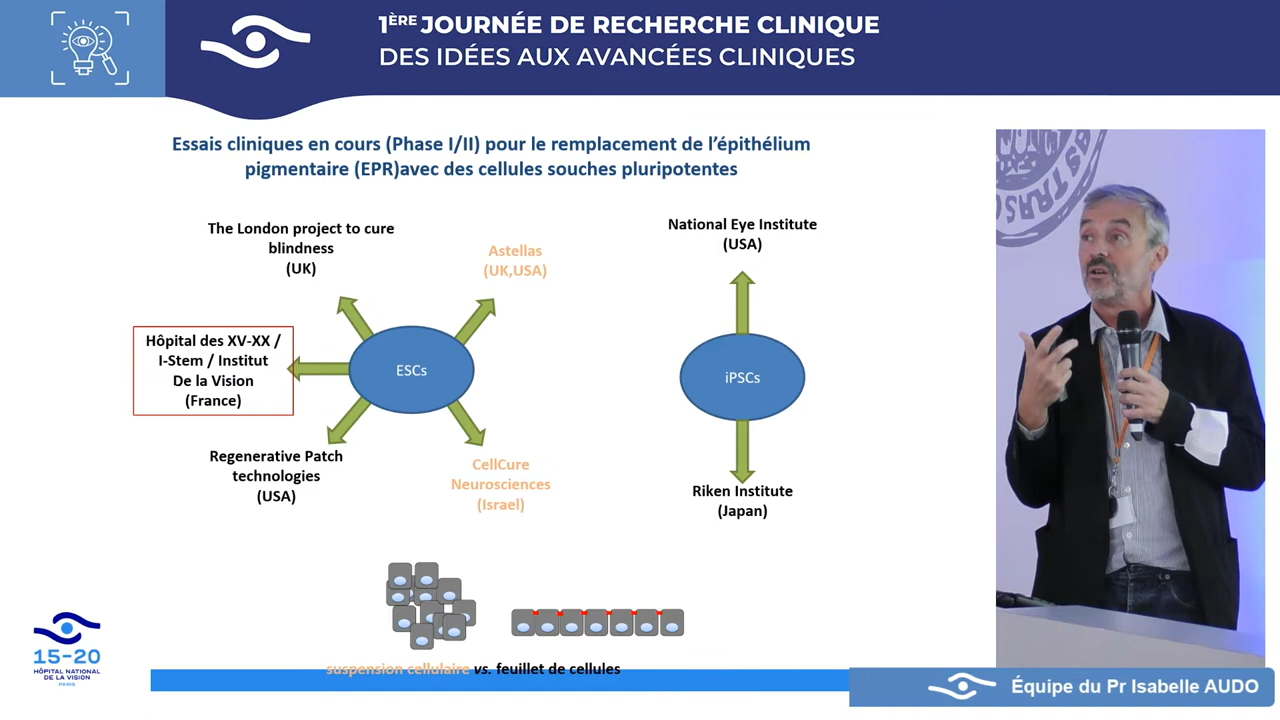 1ÈRE JOURNÉE DE RECHERCHE CLINIQUE
DES IDÉES AUX AVANCÉES CLINIQUES
Essais cliniques en cours (Phase I/II) pour le remplacement de l'épithélium
pigmentaire (EPR)avec des cellules souches pluripotentes
The London project to cure
blindness
(UK)
Astellas
(UK,USA)
Hôpital des XV-XX /
I-Stem / Institut
De la Vision
(France)
ESCs
Regenerative Patch
technologies
(USA)
CellCure
Neurosciences
(Israel)
National Eye Institute
(USA)
iPSCs
Riken Institute
(Japan)
suspension cellulaire vs. feuillet de cellules
15-20
HÔPITAL NATIONAL
DE LA VISION
PARIS
Équipe du Pr Isabelle AUDO